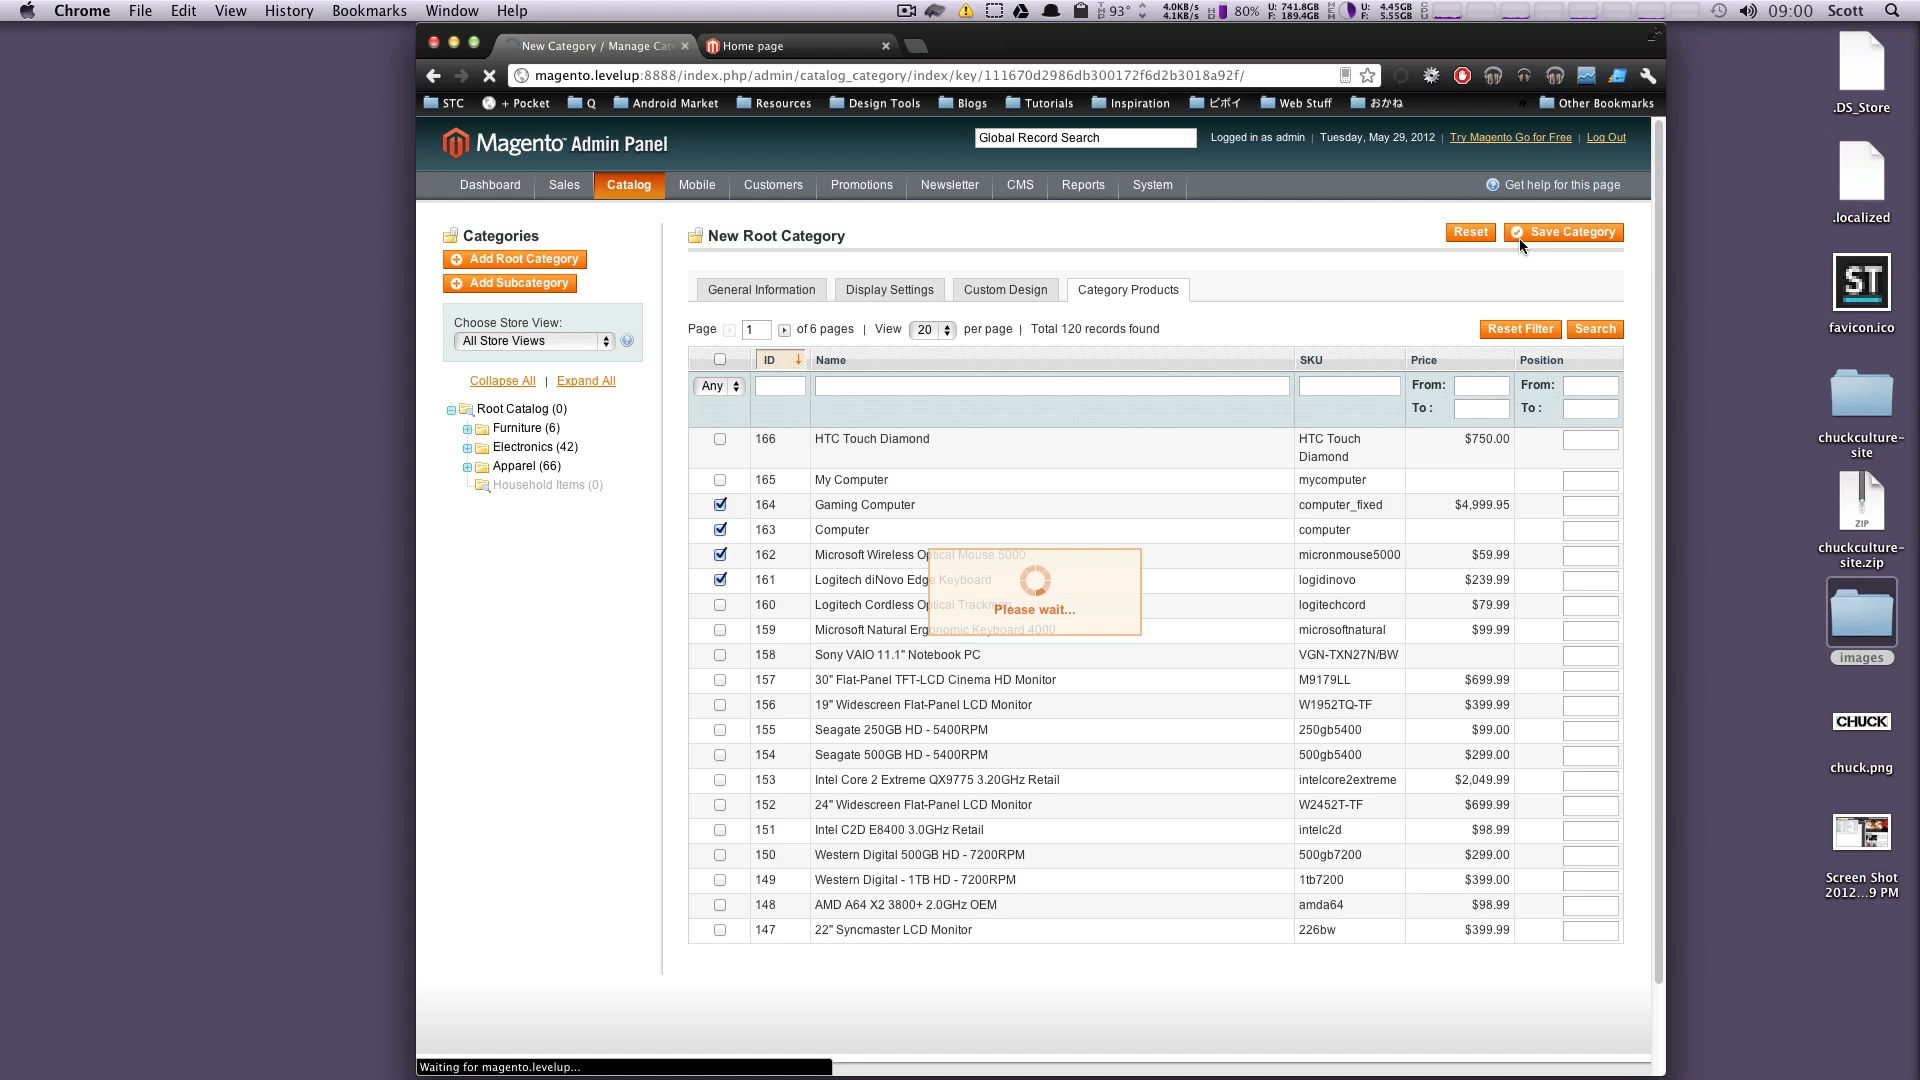 Chrome File Edit View History Bookmarks Window Help 93° 4.0KB/s 4.1KB/s 80% U: 741.8GB F: 189.4GB U: 4.45GB F: 5.55GB 09:00 Scott
New Category / Manage Cat Home page
magento.levelup:8888/index.php/admin/catalog_category/index/key/111670d2986db300172f6d2b3018a92f/
STC + Pocket Q Android Market Resources Design Tools Blogs Tutorials Inspiration ビボイ Web Stuff おかね » Other Bookmarks
Magento Admin Panel Global Record Search Logged in as admin | Tuesday, May 29, 2012 | Try Magento Go for Free | Log Out
Dashboard Sales Catalog Mobile Customers Promotions Newsletter CMS Reports System Get help for this page
Categories
Add Root Category
Add Subcategory
Choose Store View:
All Store Views
Collapse All | Expand All
Root Catalog (0)
Furniture (6)
Electronics (42)
Apparel (66)
Household Items (0)
New Root Category Reset Save Category
General Information Display Settings Custom Design Category Products
Page 1 of 6 pages | View 20 per page | Total 120 records found Reset Filter Search
ID Name SKU Price Position
Any From: From:
To : To :
166 HTC Touch Diamond HTC Touch Diamond $750.00
165 My Computer mycomputer
164 Gaming Computer computer_fixed $4,999.95
163 Computer computer
162 Microsoft Wireless Optical Mouse 5000 micronmouse5000 $59.99
161 Logitech diNovo Edge Keyboard logidinovo $239.99
160 Logitech Cordless Optical Trackman logitechcord $79.99
159 Microsoft Natural Ergonomic Keyboard 4000 microsoftnatural $99.99
158 Sony VAIO 11.1" Notebook PC VGN-TXN27N/BW
157 30" Flat-Panel TFT-LCD Cinema HD Monitor M9179LL $699.99
156 19" Widescreen Flat-Panel LCD Monitor W1952TQ-TF $399.99
155 Seagate 250GB HD - 5400RPM 250gb5400 $99.00
154 Seagate 500GB HD - 5400RPM 500gb5400 $299.00
153 Intel Core 2 Extreme QX9775 3.20GHz Retail intelcore2extreme $2,049.99
152 24" Widescreen Flat-Panel LCD Monitor W2452T-TF $699.99
151 Intel C2D E8400 3.0GHz Retail intelc2d $98.99
150 Western Digital 500GB HD - 7200RPM 500gb7200 $299.00
149 Western Digital - 1TB HD - 7200RPM 1tb7200 $399.00
148 AMD A64 X2 3800+ 2.0GHz OEM amda64 $98.99
147 22" Syncmaster LCD Monitor 226bw $399.99
Please wait...
Waiting for magento.levelup...
.DS_Store
.localized
ST
favicon.ico
chuckculture-
site
ZIP
chuckculture-
site.zip
images
CHUCK
chuck.png
Screen Shot
2012...9 PM